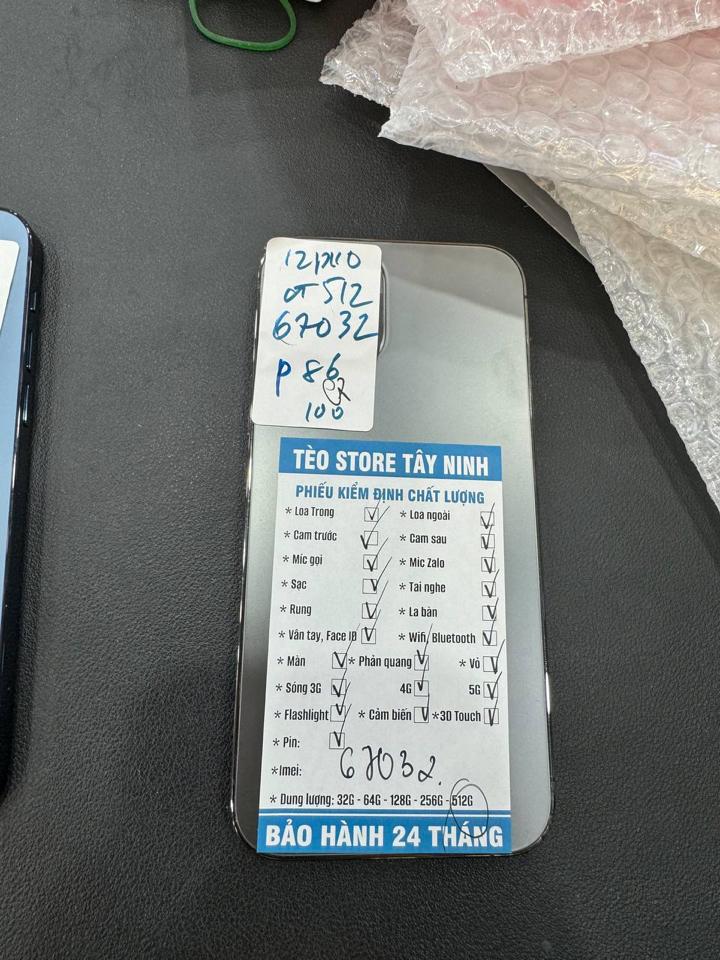 12 pro
512
67032
P 86
100
TÈO STORE TÂY NINH
PHIẾU KIỂM ĐỊNH CHẤT LƯỢNG
* Loa Trong * Loa ngoài
* Cam trước * Cam sau
* Mic gọi * Mic Zalo
* Sạc * Tai nghe
* Rung * La bàn
* Vân tay, Face ID * Wifi, Bluetooth
* Màn * Phản quang * Vỏ
* Sóng 3G 4G 5G
* Flashlight * Cảm biến *3D Touch
* Pin:
*Imei: 67032.
* Dung lượng: 32G - 64G - 128G - 256G - 512G
BẢO HÀNH 24 THÁNG